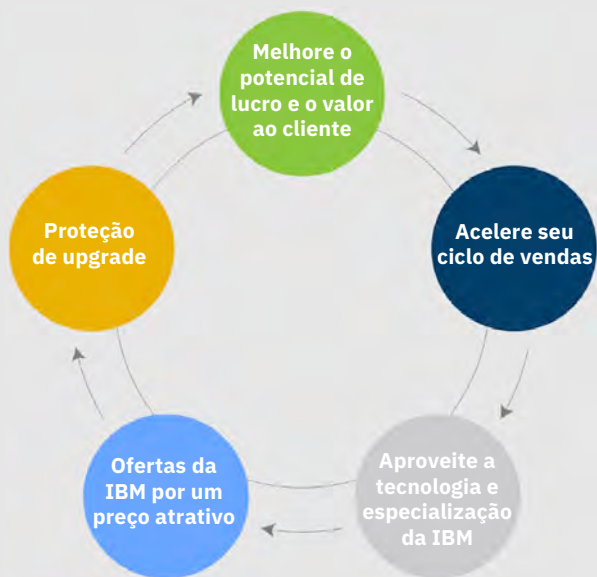 Melhore o
potencial de
lucro e o valor
ao cliente
Acelere seu
ciclo de vendas
Aproveite a
tecnologia e
especialização
da IBM
Ofertas da
IBM por um
preço atrativo
Proteção
de upgrade